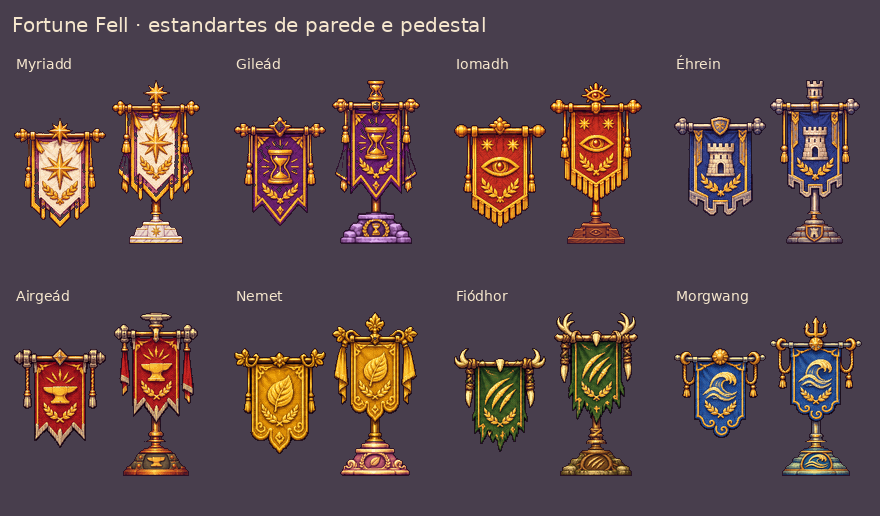 Fortune Fell · estandartes de parede e pedestal
Myriadd
Gileád
Iomadh
Éhrein
Airgeád
Nemet
Fiódhor
Morgwang